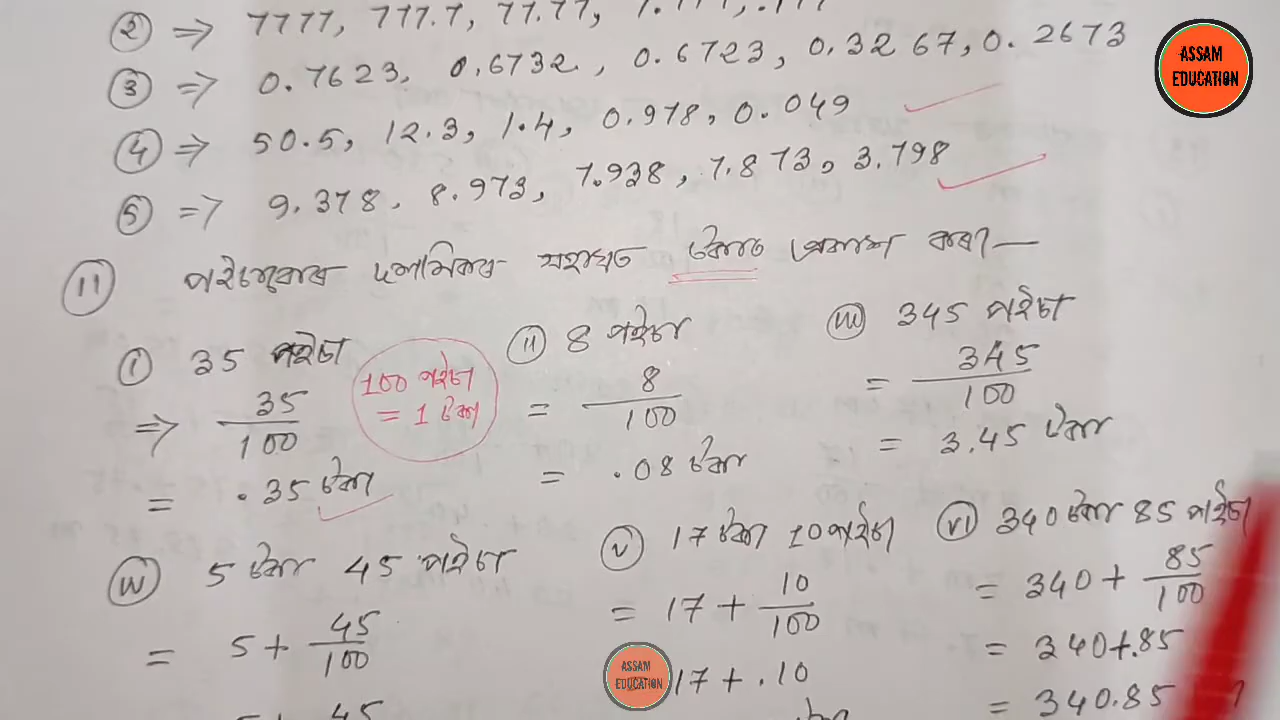 ② ⇒ 7777, 777.7, 77.77,
③ ⇒ 0.7623, 0.6732, 0.6723, 0.3267, 0.2673
④ ⇒ 50.5, 12.3, 1.4, 0.978, 0.049
⑤ ⇒ 9.378, 8.973, 7.938, 7.873, 3.798
⑪ পইচাবোৰ দশমিকৰ সহায়ত টকাত প্ৰকাশ কৰা—
ⓘ 35 পইচা
⇒ 35/100
= .35 টকা
100 পইচা
= 1 টকা
ⓘⓘ 8 পইচা
= 8/100
= .08 টকা
ⓘⓘⓘ 345 পইচা
= 345/100
= 3.45 টকা
ⓘⓥ 5 টকা 45 পইচা
= 5 + 45/100
45
ⓥ 17 টকা 10 পইচা
= 17 + 10/100
17 + .10
ⓥⓘ 340 টকা 85 পইচা
= 340 + 85/100
= 340 + .85
= 340.85
ASSAM
EDUCATION
ASSAM
EDUCATION